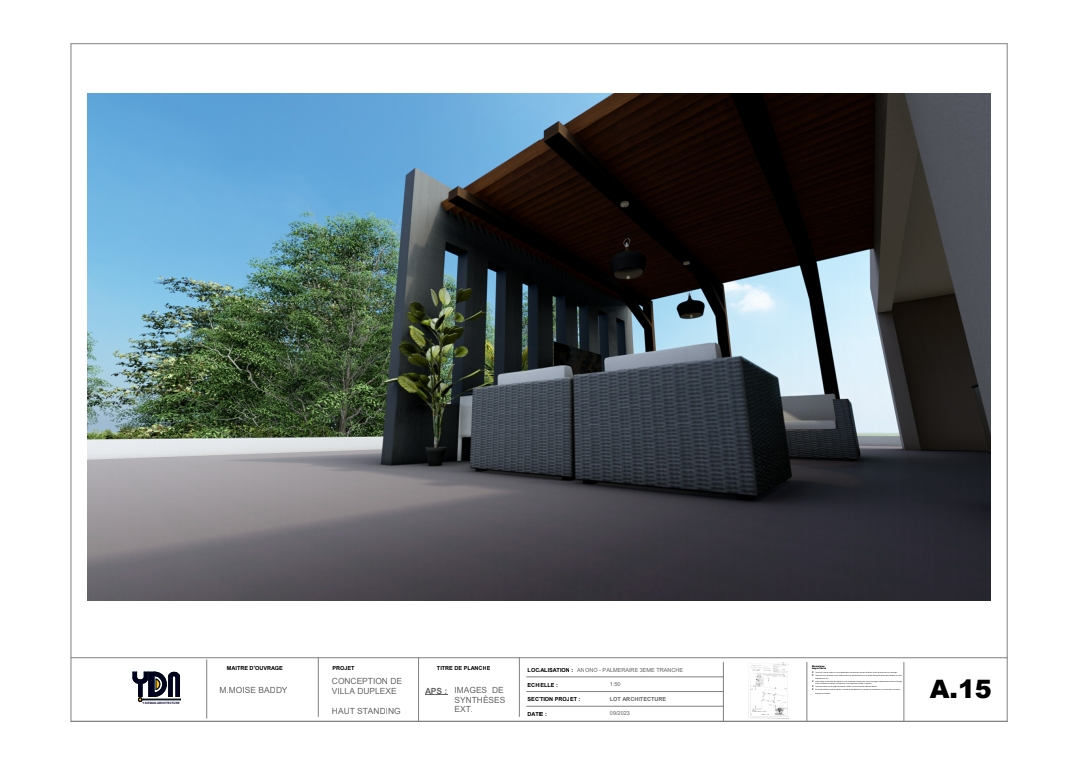 YDN
MAITRE D'OUVRAGE
M.MOISE BADDY
PROJET
CONCEPTION DE
VILLA DUPLEXE
HAUT STANDING
TITRE DE PLANCHE
APS : IMAGES DE
SYNTHÈSES
EXT.
LOCALISATION : ANONO - PALMERAIRE 3EME TRANCHE
ECHELLE : 1:50
SECTION PROJET : LOT ARCHITECTURE
DATE : 09/2023
A.15